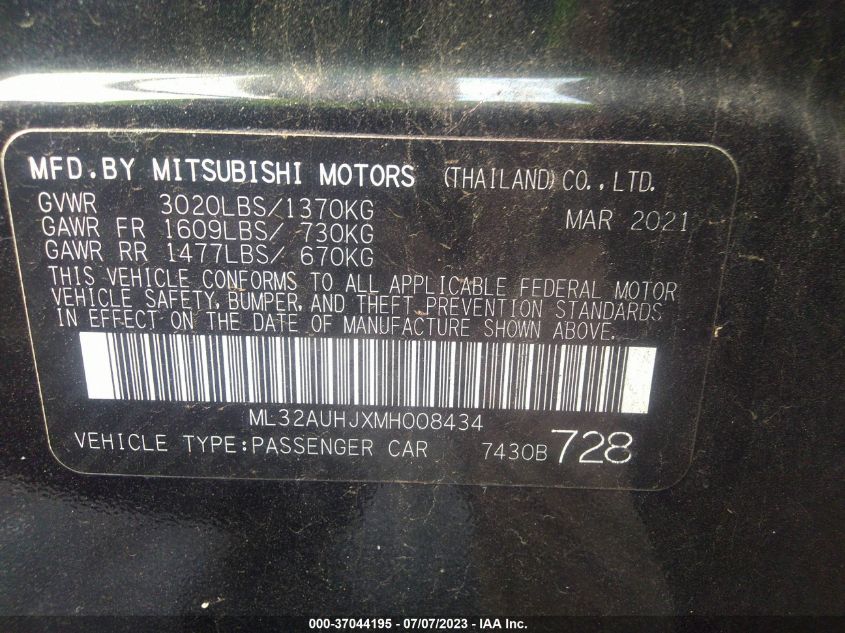 MFD.BY MITSUBISHI MOTORS (THAILAND) CO.,LTD.
GVWR 3020LBS/1370KG MAR 2021
GAWR FR 1609LBS/ 730KG
GAWR RR 1477LBS/ 670KG
THIS VEHICLE CONFORMS TO ALL APPLICABLE FEDERAL MOTOR
VEHICLE SAFETY, BUMPER, AND THEFT PREVENTION STANDARDS
IN EFFECT ON THE DATE OF MANUFACTURE SHOWN ABOVE.
ML32AUHJXMH008434
VEHICLE TYPE:PASSENGER CAR 7430B 728
000-37044195 - 07/07/2023 - IAA Inc.